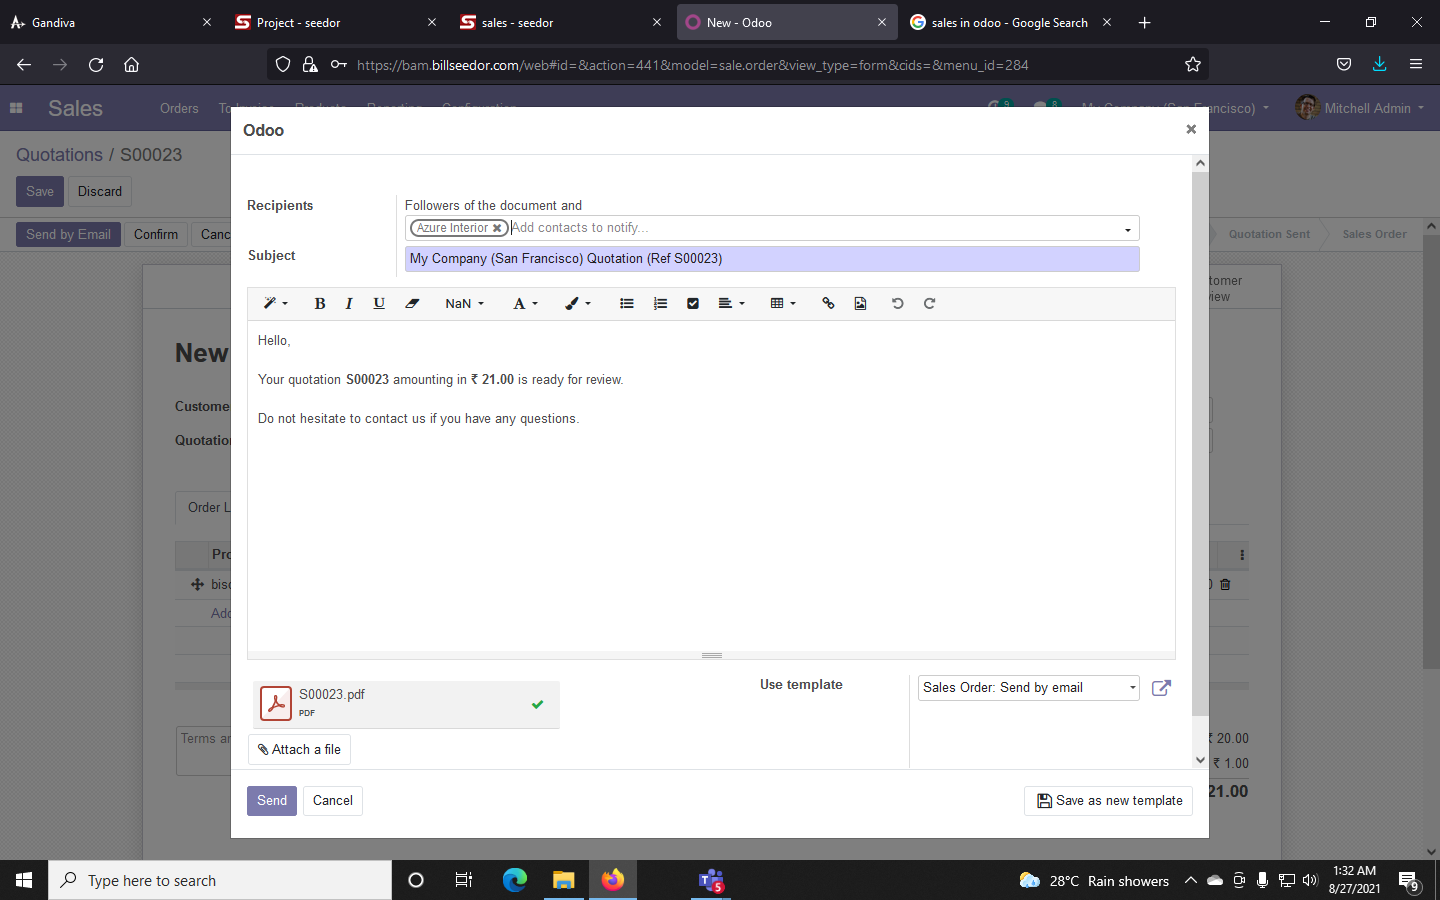 Gandiva
Project - seedor
sales - seedor
New - Odoo
sales in odoo - Google Search
https://bam.billseedor.com/web#id=&action=441&model=sale.order&view_type=form&cids=&menu_id=284
Sales
Orders
To Invoice
Products
Reporting
Configuration
9
8
My Company (San Francisco)
Mitchell Admin
Quotations / S00023
Save
Discard
Send by Email
Confirm
Canc
Quotation Sent
Sales Order
Odoo
Recipients
Followers of the document and
Azure Interior
Add contacts to notify...
Subject
My Company (San Francisco) Quotation (Ref S00023)
B I U NaN A
Hello,
Your quotation S00023 amounting in ₹ 21.00 is ready for review.
Do not hesitate to contact us if you have any questions.
S00023.pdf
PDF
Attach a file
Use template
Sales Order: Send by email
Send
Cancel
Save as new template
tomer
iew
New
Custome
Quotatio
Order L
Pro
bisc
Add
Terms an
₹ 20.00
₹ 1.00
21.00
Type here to search
5
28°C Rain showers
1:32 AM
8/27/2021
9